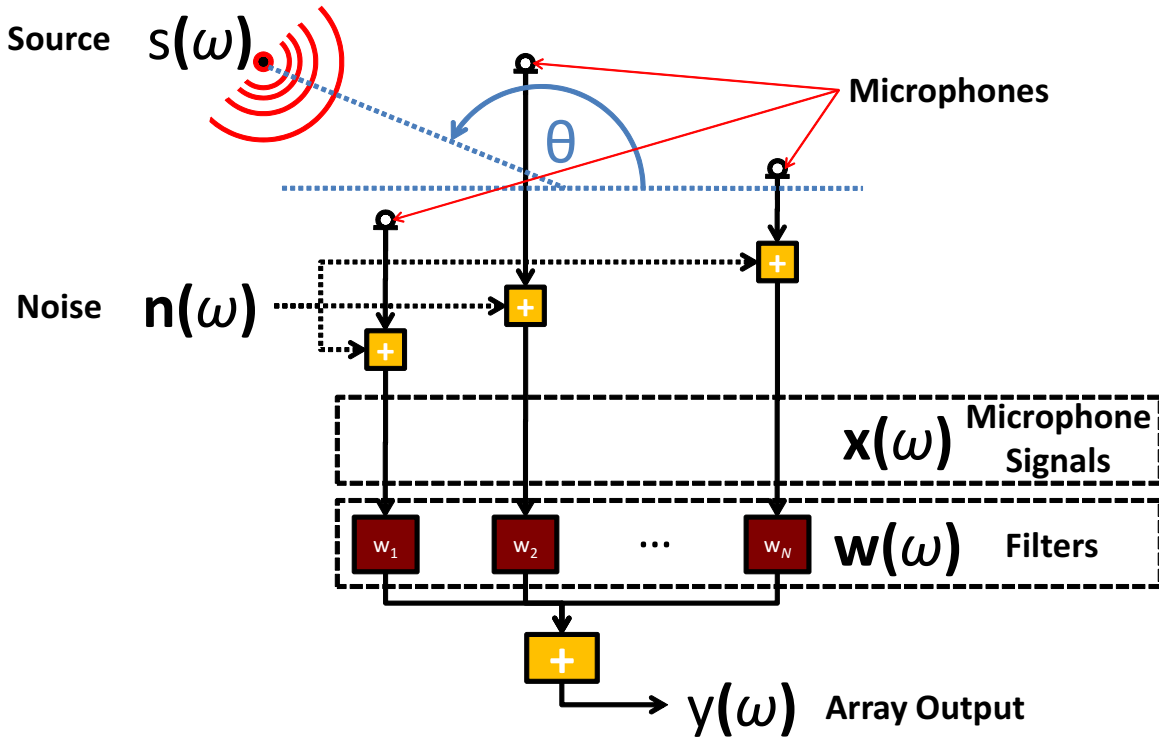 Source s(ω)
Microphones
θ
+
Noise n(ω)
+
+
x(ω) Microphone
Signals
w1 w2 ... wN w(ω) Filters
+
y(ω) Array Output